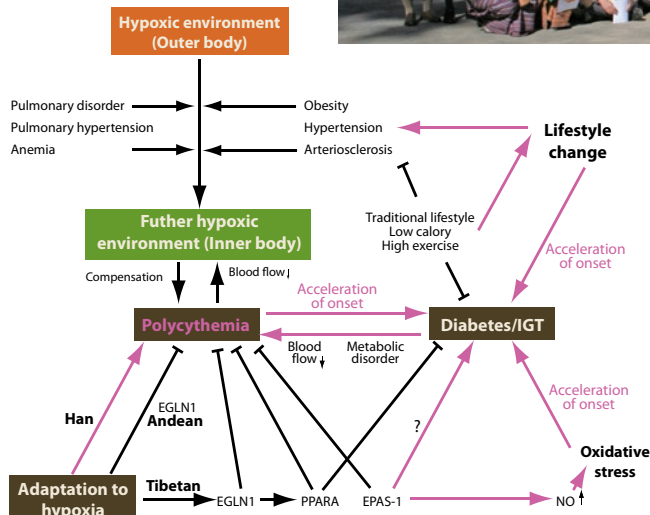 Hypoxic environment
(Outer body)
Pulmonary disorder
Pulmonary hypertension
Anemia
Obesity
Hypertension
Arteriosclerosis
Lifestyle
change
Futher hypoxic
environment (Inner body)
Traditional lifestyle
Low calory
High exercise
Compensation
Blood flow↓
Acceleration
of onset
Acceleration
of onset
Polycythemia
Diabetes/IGT
Blood
flow↓
Metabolic
disorder
Han
EGLN1
Andean
?
Acceleration
of onset
Oxidative
stress
Adaptation to
hypoxia
Tibetan
EGLN1
PPARA
EPAS-1
NO↑